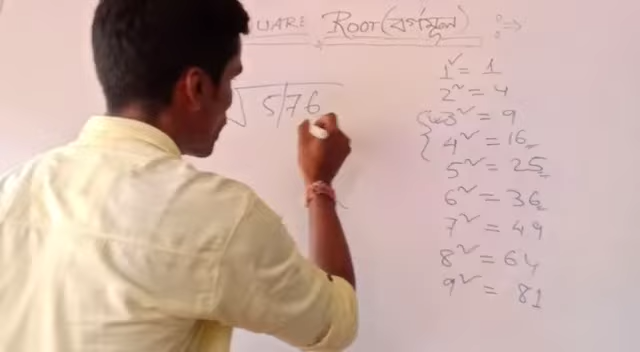 UARE ROOT (বর্গমূল) :⇒
√5/76
1² = 1
2² = 4
3² = 9
4² = 16
5² = 25
6² = 36
7² = 49
8² = 64
9² = 81